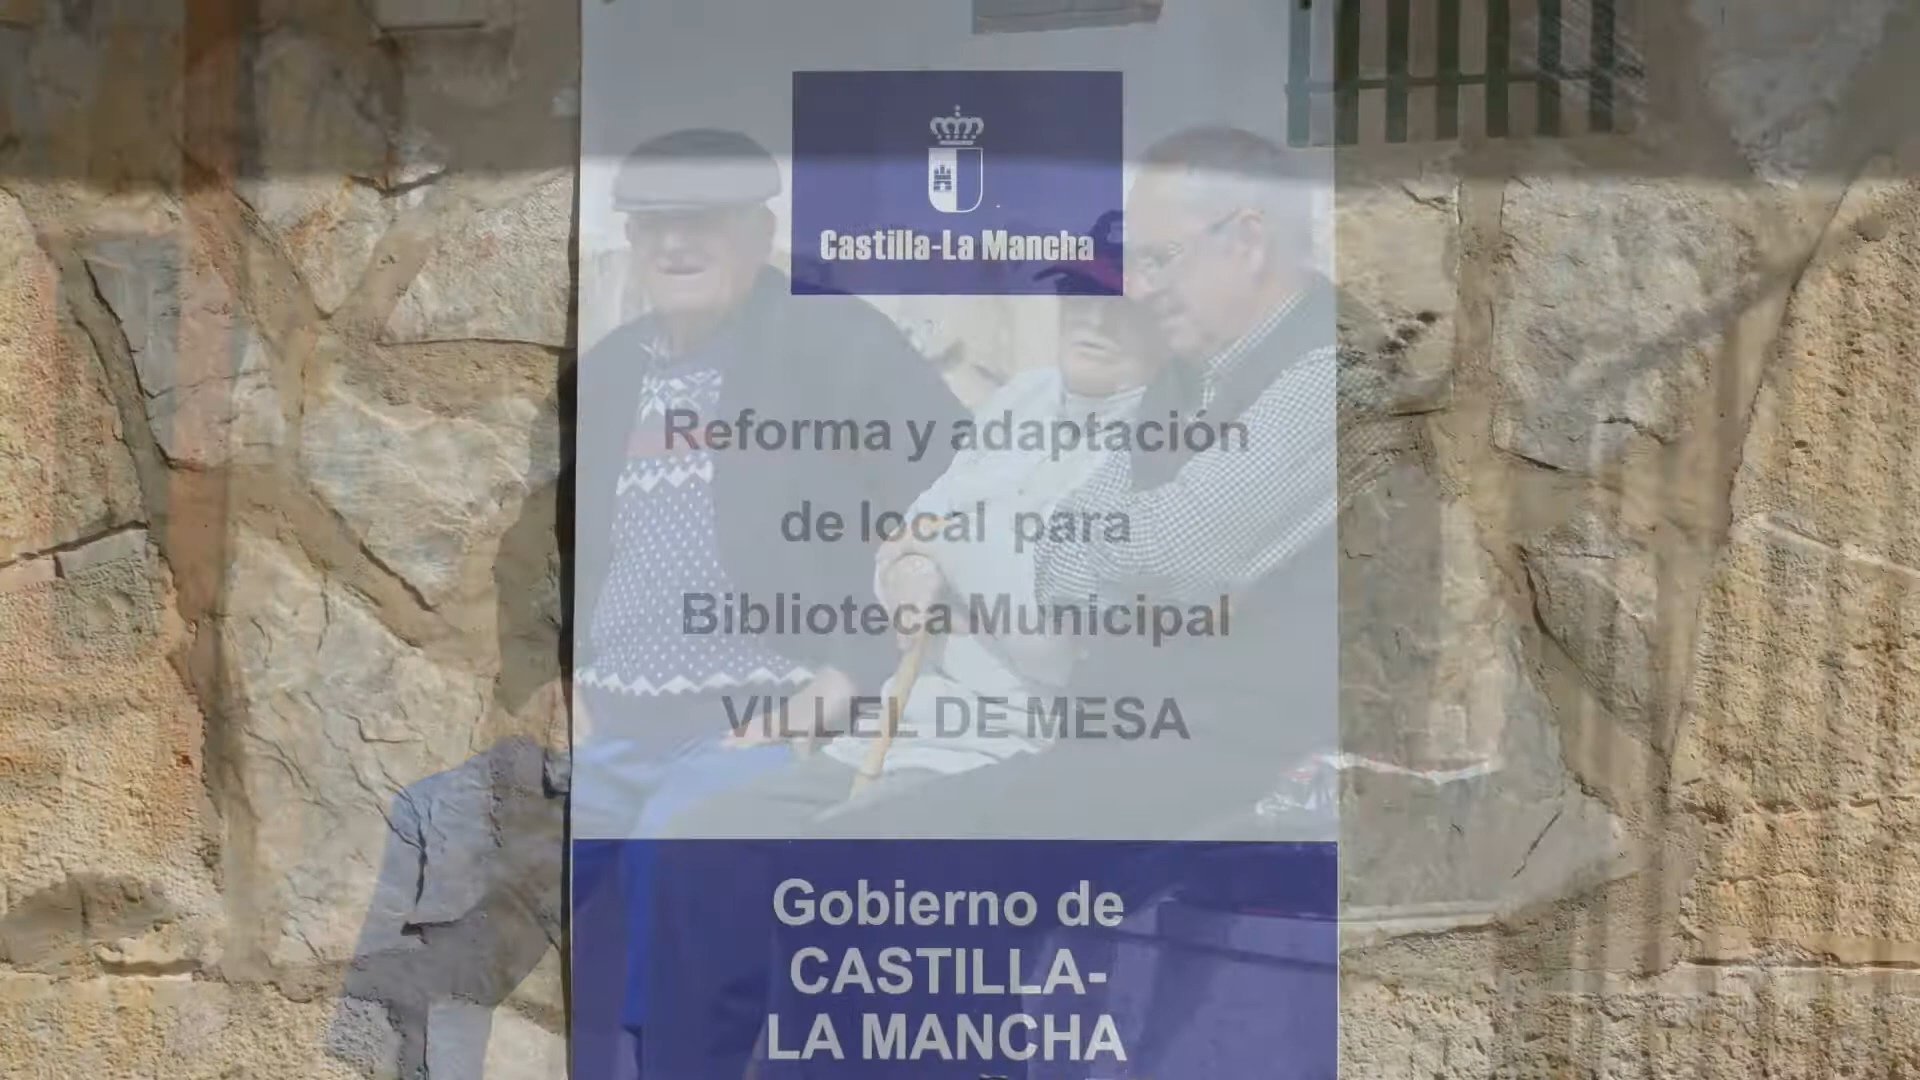 Castilla-La Mancha
Reforma y adaptación
de local para
Biblioteca Municipal
VILLEL DE MESA
Gobierno de
CASTILLA-
LA MANCHA